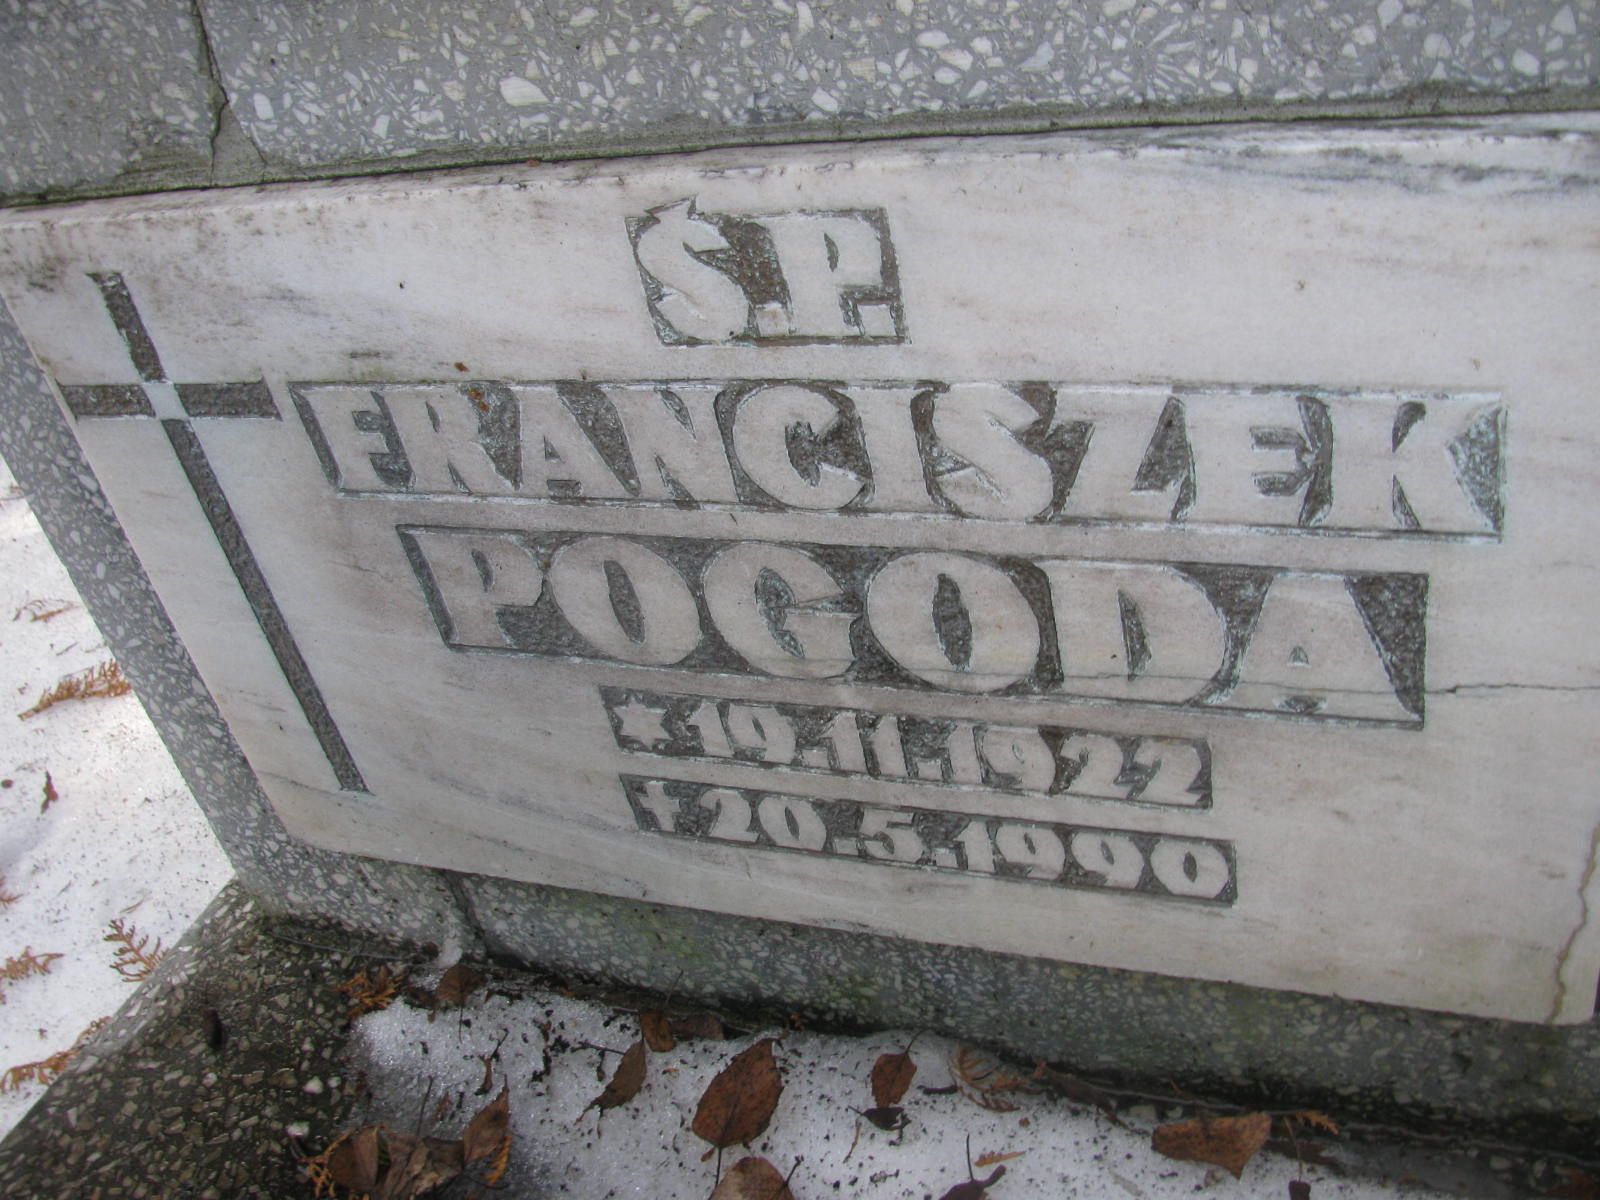 Ś.P.
FRANCISZEK
POGODA
* 19.11.1922
† 20.5.1990